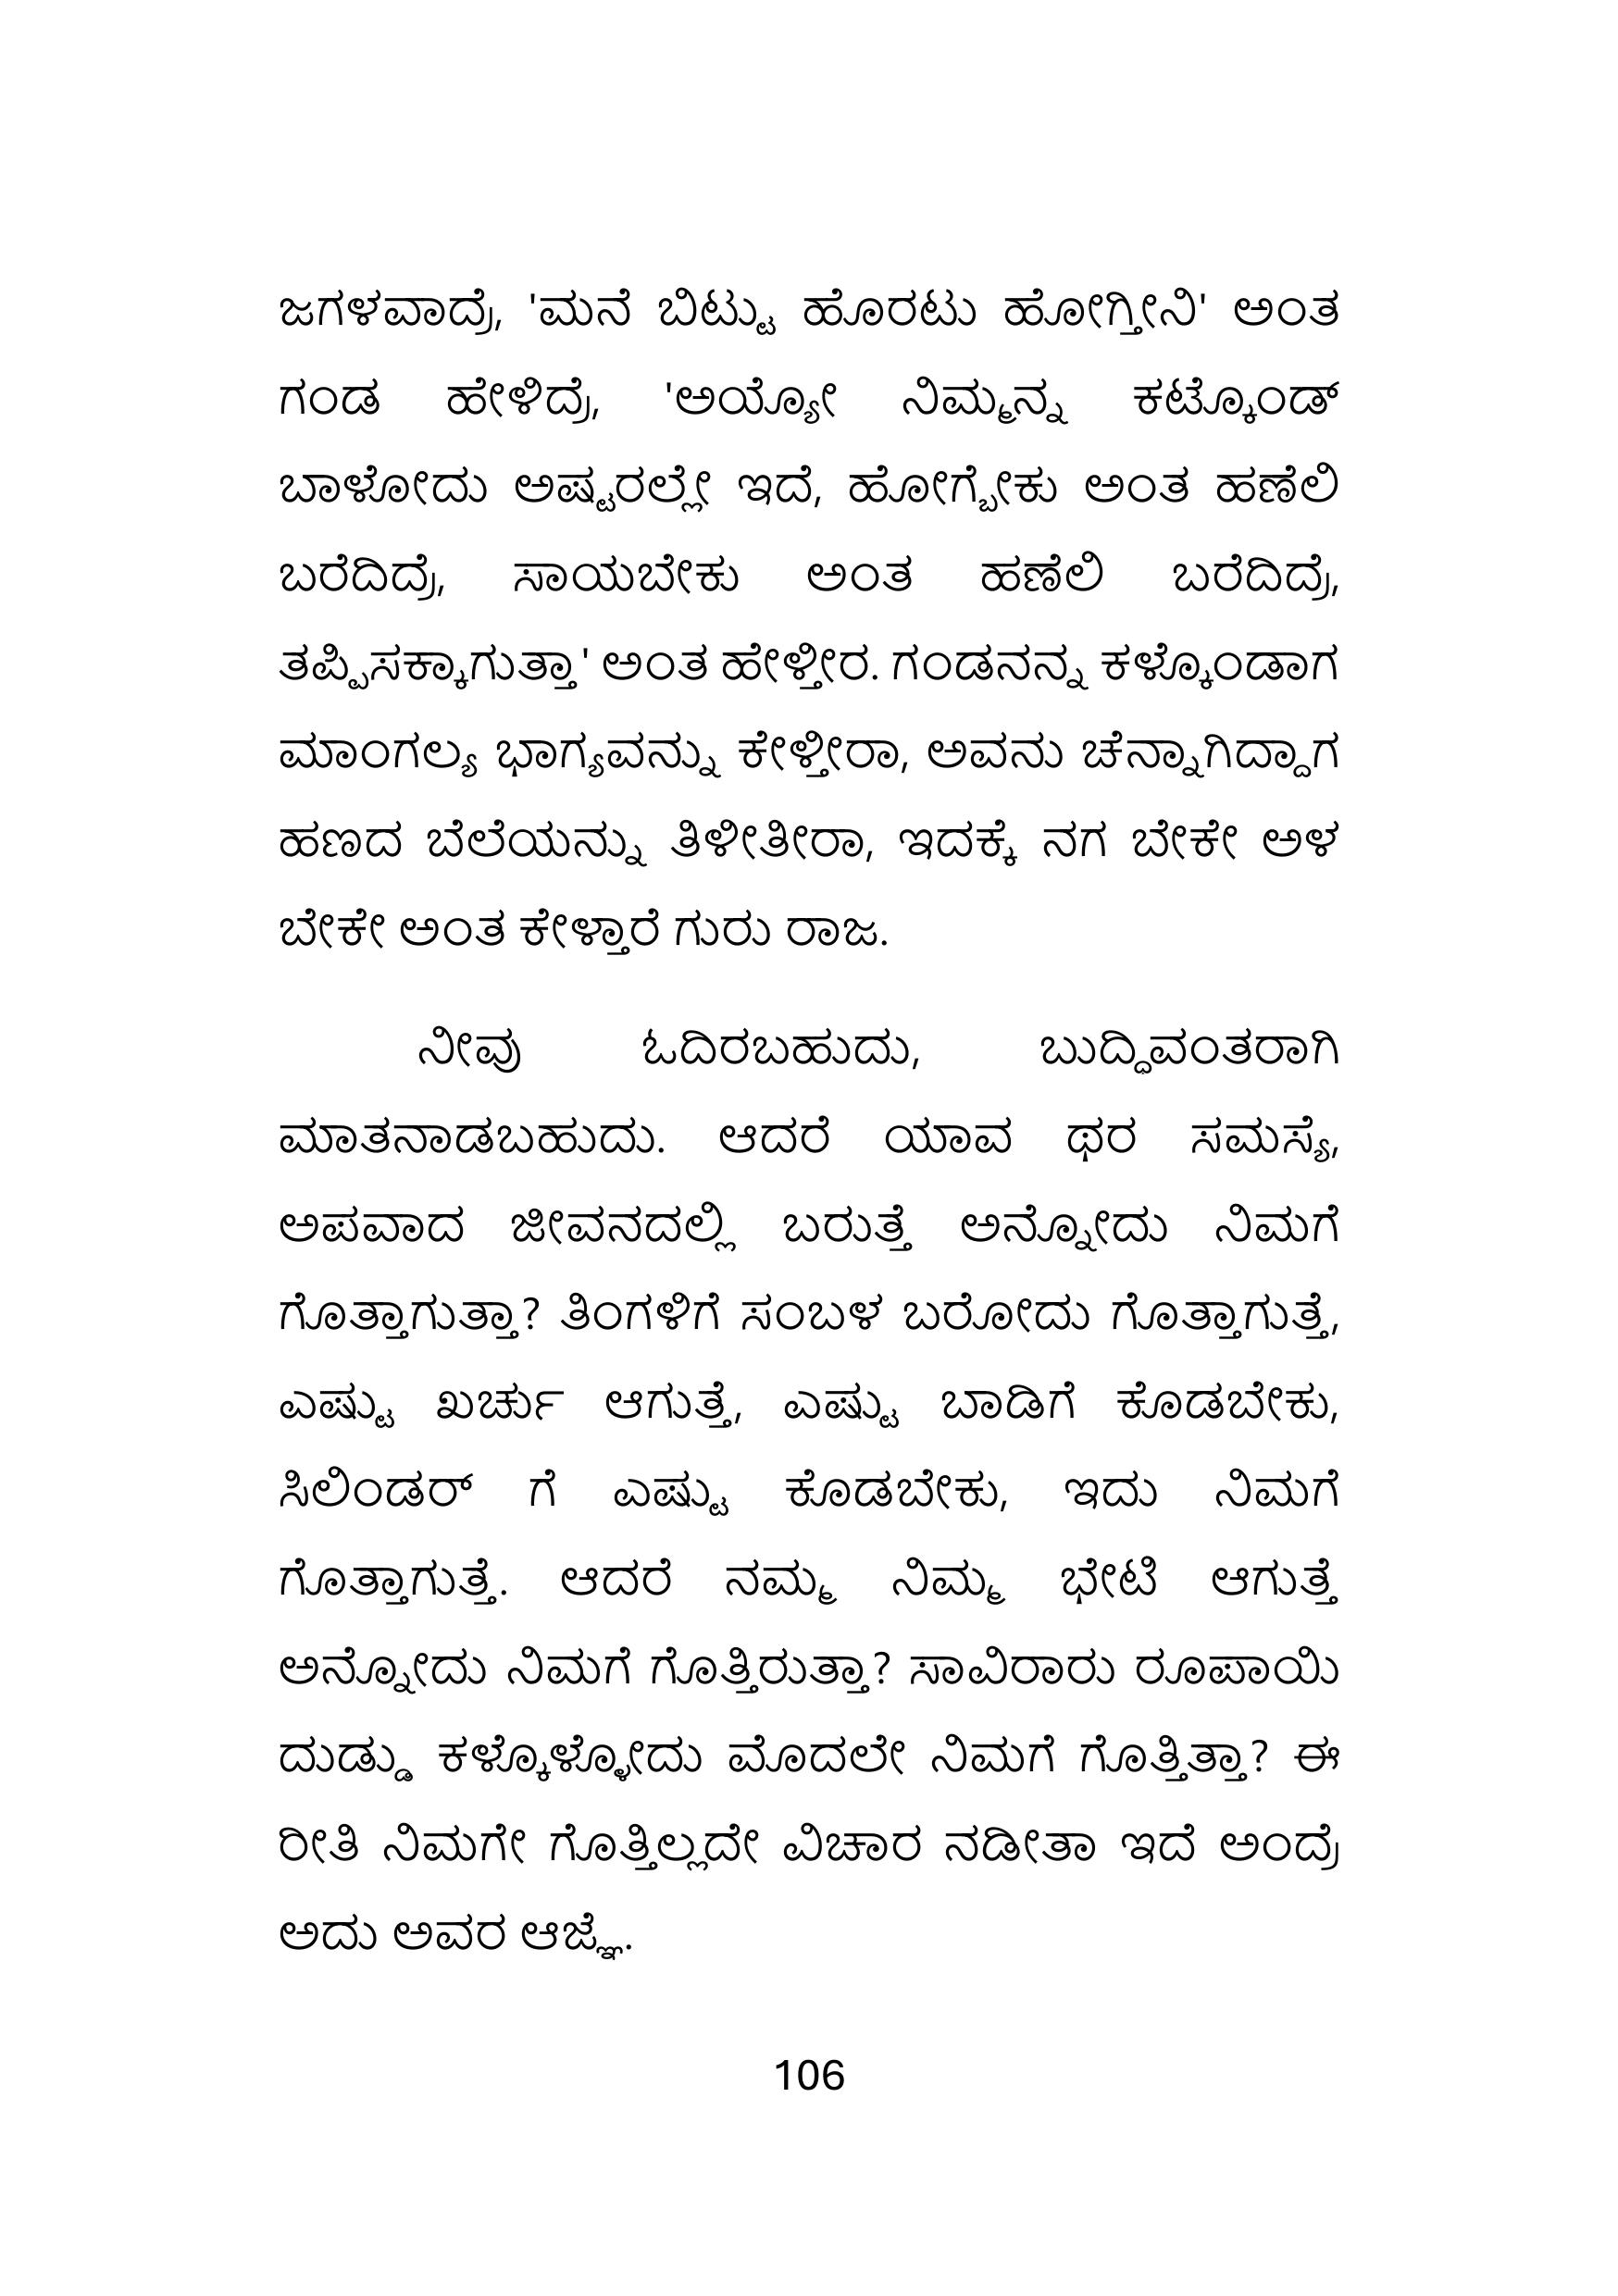 ಜಗಳವಾದ್ರೆ, 'ಮನೆ ಬಿಟ್ಟು ಹೊರಟು ಹೋಗ್ತೀನಿ' ಅಂತ
ಗಂಡ ಹೇಳಿದ್ರೆ, 'ಅಯ್ಯೋ ನಿಮ್ಮನ್ನ ಕಟ್ಕೊಂಡ್
ಬಾಳೋದು ಅಷ್ಟರಲ್ಲೇ ಇದೆ, ಹೋಗ್ಬೇಕು ಅಂತ ಹಣೆಲಿ
ಬರೆದಿದ್ರೆ, ಸಾಯಬೇಕು ಅಂತ ಹಣೆಲಿ ಬರೆದಿದ್ರೆ,
ತಪ್ಪಿಸಕ್ಕಾಗುತ್ತಾ' ಅಂತ ಹೇಳ್ತೀರ. ಗಂಡನನ್ನ ಕಳ್ಕೊಂಡಾಗ
ಮಾಂಗಲ್ಯ ಭಾಗ್ಯವನ್ನು ಕೇಳ್ತೀರಾ, ಅವನು ಚೆನ್ನಾಗಿದ್ದಾಗ
ಹಣದ ಬೆಲೆಯನ್ನು ತಿಳೀತೀರಾ, ಇದಕ್ಕೆ ನಗ ಬೇಕೇ ಅಳ
ಬೇಕೇ ಅಂತ ಕೇಳ್ತಾರೆ ಗುರು ರಾಜ.
ನೀವು ಓದಿರಬಹುದು, ಬುದ್ಧಿವಂತರಾಗಿ
ಮಾತನಾಡಬಹುದು. ಆದರೆ ಯಾವ ಥರ ಸಮಸ್ಯೆ,
ಅಪವಾದ ಜೀವನದಲ್ಲಿ ಬರುತ್ತೆ ಅನ್ನೋದು ನಿಮಗೆ
ಗೊತ್ತಾಗುತ್ತಾ? ತಿಂಗಳಿಗೆ ಸಂಬಳ ಬರೋದು ಗೊತ್ತಾಗುತ್ತೆ,
ಎಷ್ಟು ಖರ್ಚು ಆಗುತ್ತೆ, ಎಷ್ಟು ಬಾಡಿಗೆ ಕೊಡಬೇಕು,
ಸಿಲಿಂಡರ್ ಗೆ ಎಷ್ಟು ಕೊಡಬೇಕು, ಇದು ನಿಮಗೆ
ಗೊತ್ತಾಗುತ್ತೆ. ಆದರೆ ನಮ್ಮ ನಿಮ್ಮ ಭೇಟಿ ಆಗುತ್ತೆ
ಅನ್ನೋದು ನಿಮಗೆ ಗೊತ್ತಿರುತ್ತಾ? ಸಾವಿರಾರು ರೂಪಾಯಿ
ದುಡ್ಡು ಕಳ್ಕೊಳ್ಳೋದು ಮೊದಲೇ ನಿಮಗೆ ಗೊತ್ತಿತ್ತಾ? ಈ
ರೀತಿ ನಿಮಗೇ ಗೊತ್ತಿಲ್ಲದೇ ವಿಚಾರ ನಡೀತಾ ಇದೆ ಅಂದ್ರೆ
ಅದು ಅವರ ಆಜ್ಞೆ.
106